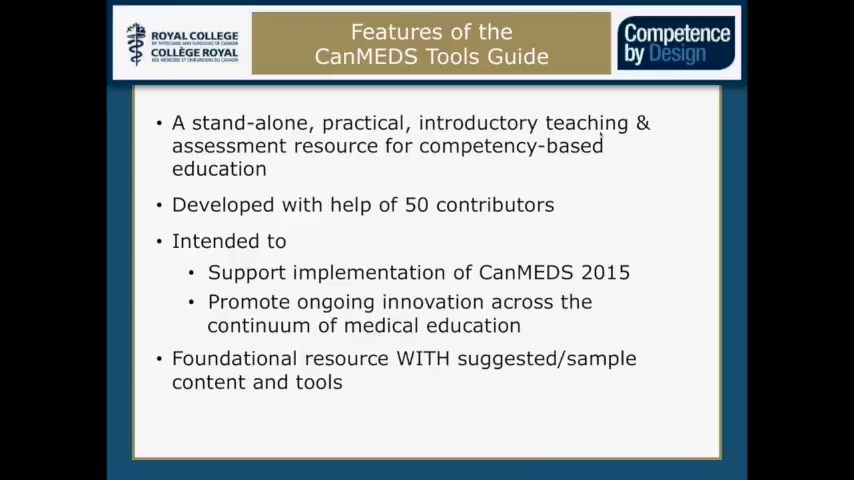 ROYAL COLLEGE
OF PHYSICIANS AND SURGEONS OF CANADA
COLLÈGE ROYAL
DES MÉDECINS ET CHIRURGIENS DU CANADA
Features of the
CanMEDS Tools Guide
Competence
by Design
• A stand-alone, practical, introductory teaching &
assessment resource for competency-based
education
• Developed with help of 50 contributors
• Intended to
• Support implementation of CanMEDS 2015
• Promote ongoing innovation across the
continuum of medical education
• Foundational resource WITH suggested/sample
content and tools